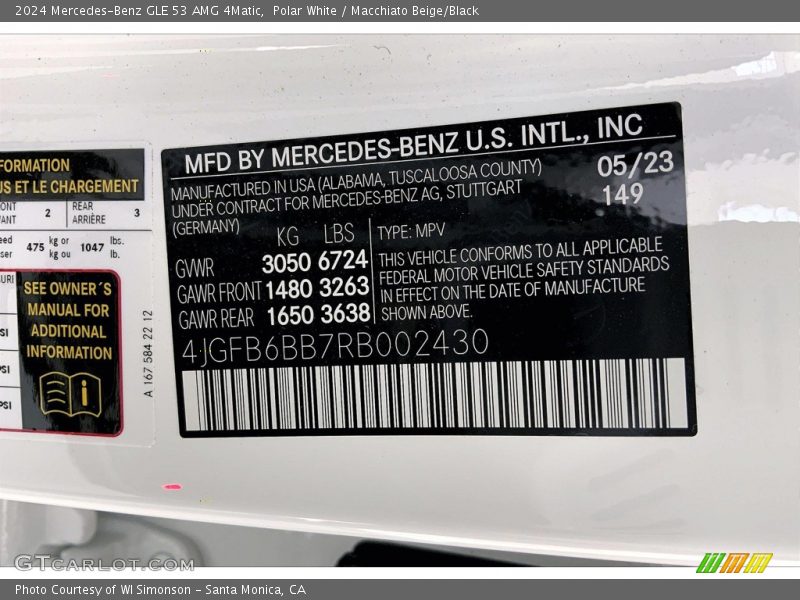 2024 Mercedes-Benz GLE 53 AMG 4Matic,  Polar White / Macchiato Beige/Black
FORMATION
US ET LE CHARGEMENT
2 REAR ARRIÈRE 3
475 kg or kg ou 1047 lbs. lb.
SEE OWNER´S
MANUAL FOR
ADDITIONAL
INFORMATION
A 167 584 22 12
MFD BY MERCEDES-BENZ U.S. INTL., INC
MANUFACTURED IN USA (ALABAMA, TUSCALOOSA COUNTY)
UNDER CONTRACT FOR MERCEDES-BENZ AG, STUTTGART
(GERMANY)
05/23
149
KG LBS
GVWR 3050 6724
GAWR FRONT 1480 3263
GAWR REAR 1650 3638
TYPE: MPV
THIS VEHICLE CONFORMS TO ALL APPLICABLE
FEDERAL MOTOR VEHICLE SAFETY STANDARDS
IN EFFECT ON THE DATE OF MANUFACTURE
SHOWN ABOVE.
4JGFB6BB7RB002430
GTCARLOT.COM
Photo Courtesy of WI Simonson - Santa Monica, CA